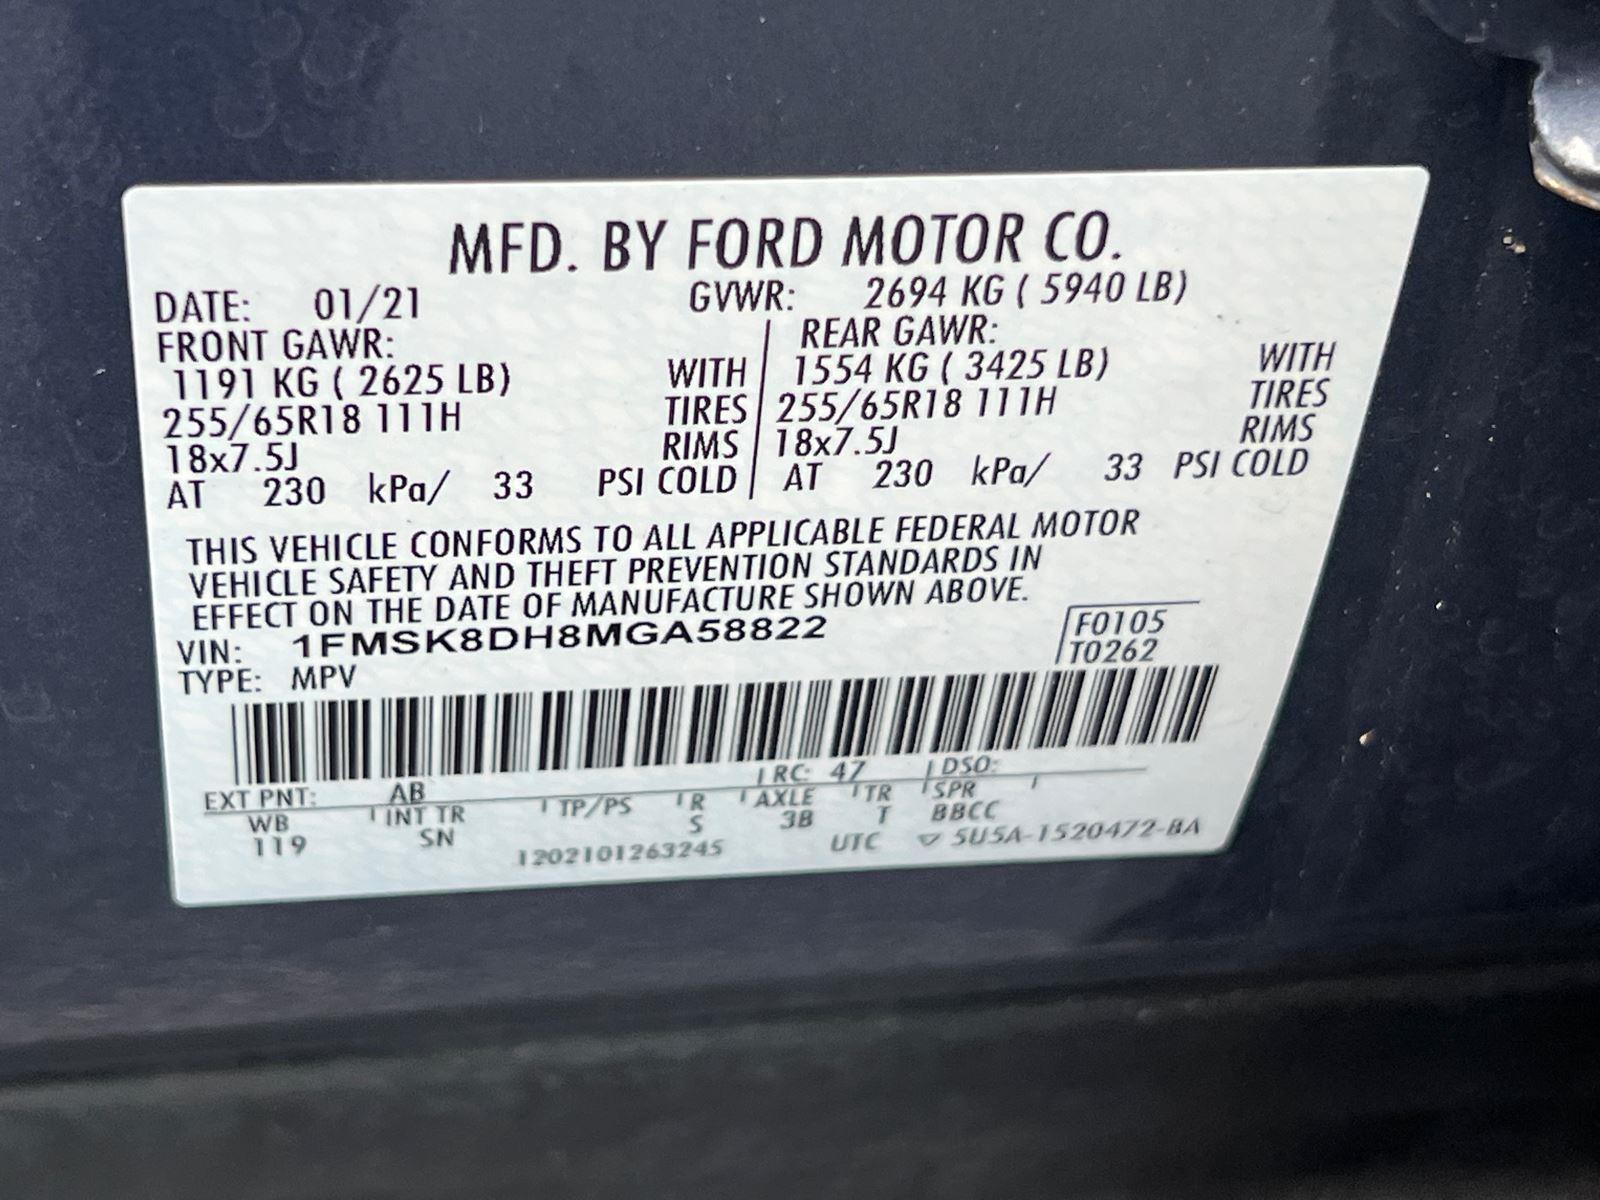 MFD. BY FORD MOTOR CO.
DATE: 01/21 GVWR: 2694 KG ( 5940 LB)
FRONT GAWR: REAR GAWR:
1191 KG ( 2625 LB) WITH 1554 KG ( 3425 LB) WITH
255/65R18 111H TIRES 255/65R18 111H TIRES
18x7.5J RIMS 18x7.5J RIMS
AT 230 kPa/ 33 PSI COLD AT 230 kPa/ 33 PSI COLD
THIS VEHICLE CONFORMS TO ALL APPLICABLE FEDERAL MOTOR
VEHICLE SAFETY AND THEFT PREVENTION STANDARDS IN
EFFECT ON THE DATE OF MANUFACTURE SHOWN ABOVE.
VIN: 1FMSK8DH8MGA58822 F0105
TYPE: MPV T0262
EXT PNT: AB RC: 47 DSO:
WB INT TR TP/PS R AXLE TR SPR
119 SN S 3B T BBCC
1202101263245 UTC ▽ 5U5A-1520472-BA